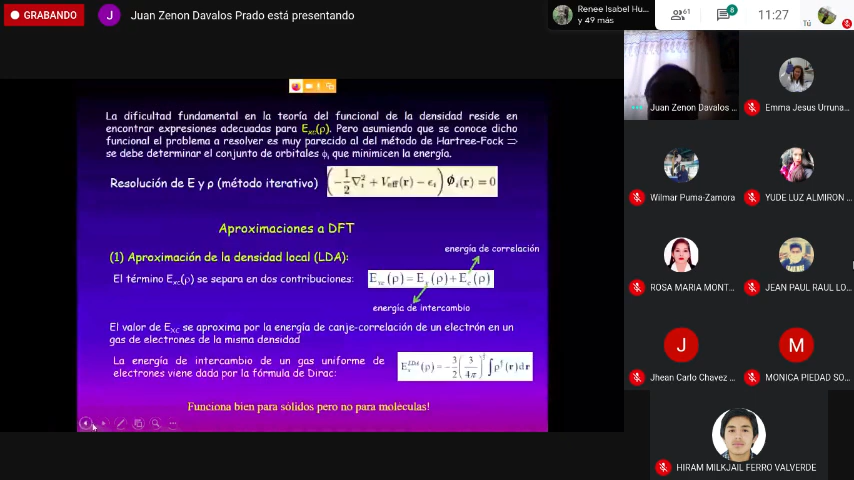 GRABANDO
J
Juan Zenon Davalos Prado está presentando
Renee Isabel Hu...
y 49 más
61
8
11:27
Tú
La dificultad fundamental en la teoría del funcional de la densidad reside en
encontrar expresiones adecuadas para Exc(ρ). Pero asumiendo que se conoce dicho
funcional el problema a resolver es muy parecido al del método de Hartree-Fock ⇒
se debe determinar el conjunto de orbitales ϕi que minimicen la energía.
Resolución de E y ρ (método iterativo) (-1/2 ∇i² + Veff(r) - ϵi) ϕi(r) = 0
Aproximaciones a DFT
energía de correlación
(1) Aproximación de la densidad local (LDA):
El término Exc(ρ) se separa en dos contribuciones: Exc(ρ) = Ex(ρ) + Ec(ρ)
energía de intercambio
El valor de EXC se aproxima por la energía de canje-correlación de un electrón en un
gas de electrones de la misma densidad
La energía de intercambio de un gas uniforme de
electrones viene dada por la fórmula de Dirac:
Funciona bien para sólidos pero no para moléculas!
Juan Zenon Davalos ...
Emma Jesus Urruna...
Wilmar Puma-Zamora
YUDE LUZ ALMIRON ...
ROSA MARIA MONT...
JEAN PAUL RAUL LO...
J
M
Jhean Carlo Chavez ...
MONICA PIEDAD SO...
HIRAM MILKJAIL FERRO VALVERDE